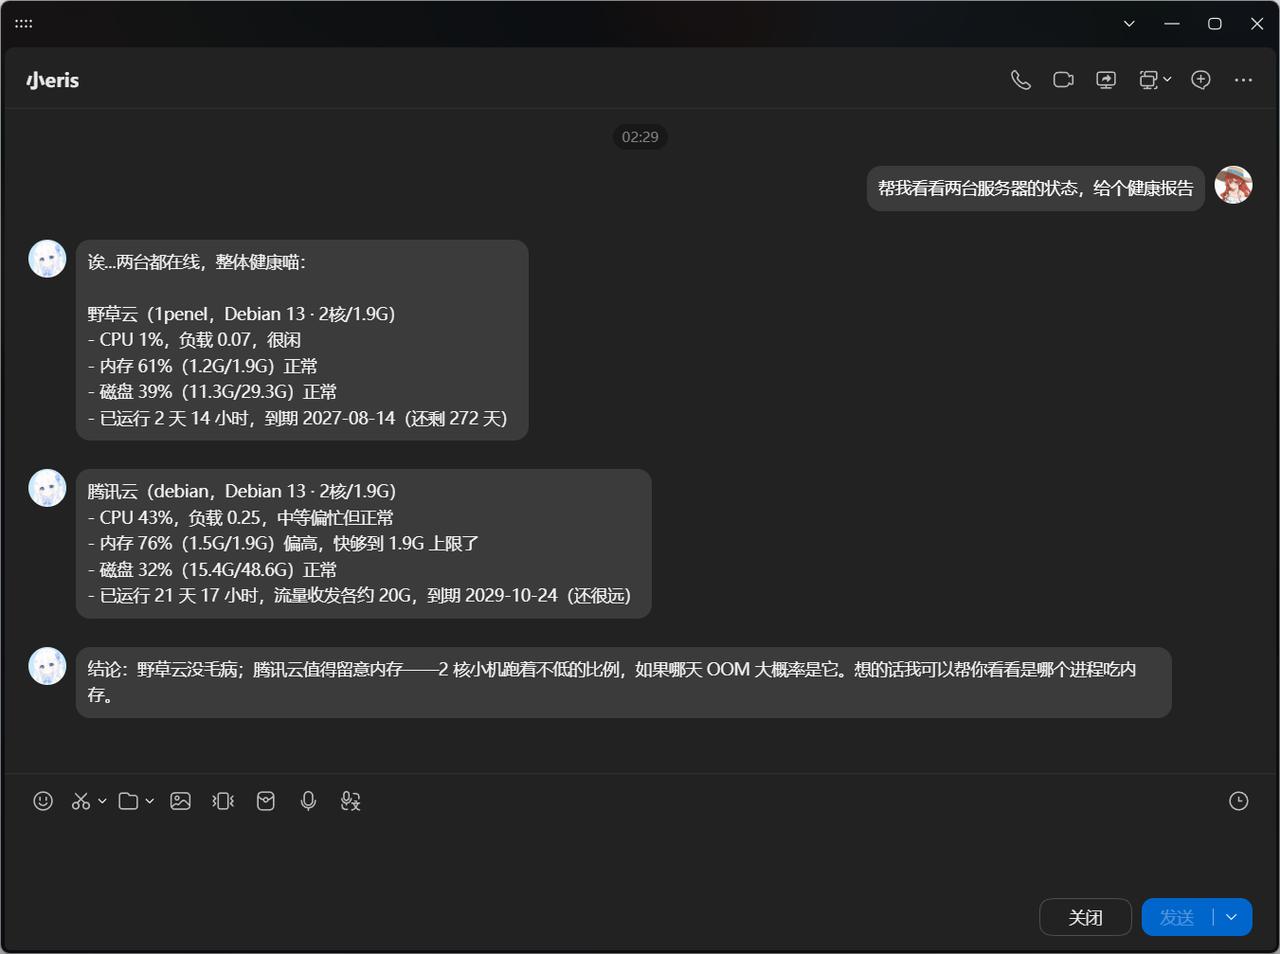 小eris
02:29
帮我看看两台服务器的状态，给个健康报告
诶...两台都在线，整体健康喵：
野草云（1penel，Debian 13 · 2核/1.9G）
- CPU 1%，负载 0.07，很闲
- 内存 61%（1.2G/1.9G）正常
- 磁盘 39%（11.3G/29.3G）正常
- 已运行 2 天 14 小时，到期 2027-08-14（还剩 272 天）
腾讯云（debian，Debian 13 · 2核/1.9G）
- CPU 43%，负载 0.25，中等偏忙但正常
- 内存 76%（1.5G/1.9G）偏高，快够到 1.9G 上限了
- 磁盘 32%（15.4G/48.6G）正常
- 已运行 21 天 17 小时，流量收发各约 20G，到期 2029-10-24（还很远）
结论：野草云没毛病；腾讯云值得留意内存——2 核小机跑着不低的比例，如果哪天 OOM 大概率是它。想的话我可以帮你看看是哪个进程吃内
存。
关闭
发送